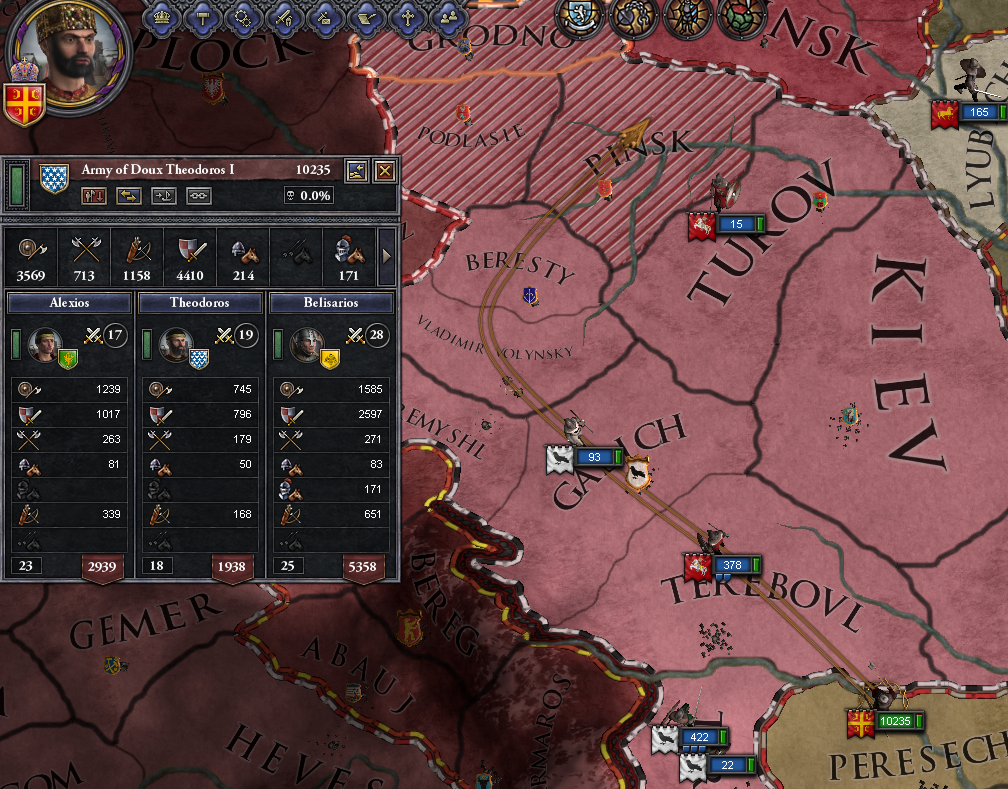 PLOCK
GRODNO
NSK
PODLASIE
PINSK
165
LYUB
Army of Doux Theodoros I 10235
0.0%
15
TUROV
3569 713 1158 4410 214 171
BERESTY
KIEV
Alexios Theodoros Belisarios
17 19 28
VLADIMIR VOLYNSKY
1239 745 1585
1017 796 2597
263 179 271
81 50 83
171
339 168 651
23 2939 18 1938 25 5358
EMYSHL
93
GALICH
378
TEREBOVL
BEREG
GEMER
ABAUJ
HEVES
COM
ARMAROS
422
22
10235
PERESECH